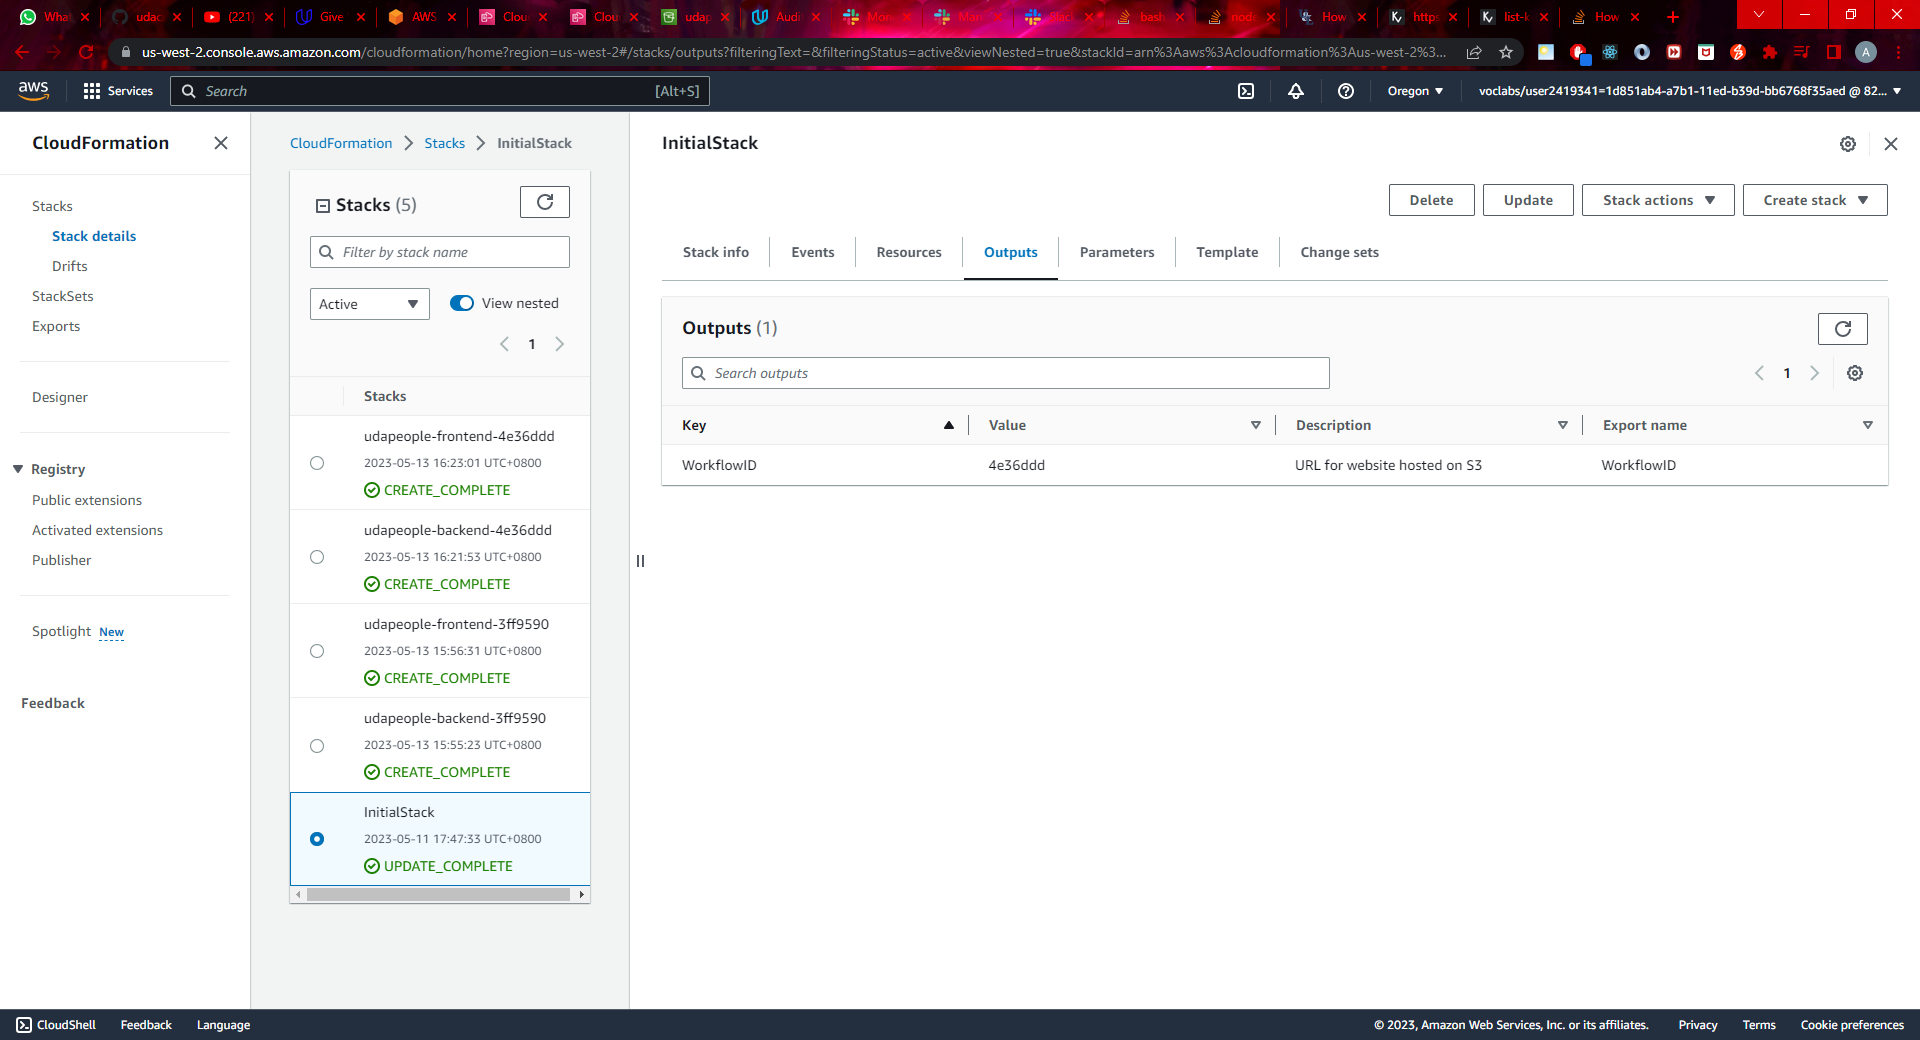 What
udac
(221)
Give
AWS
Clou
Clou
udap
Audi
Mon
Man
Slac
bash
node
How
https
list-k
How
us-west-2.console.aws.amazon.com/cloudformation/home?region=us-west-2#/stacks/outputs?filteringText=&filteringStatus=active&viewNested=true&stackId=arn%3Aaws%3Acloudformation%3Aus-west-2%3...
A
aws
Services
Search
[Alt+S]
Oregon
voclabs/user2419341=1d851ab4-a7b1-11ed-b39d-bb6768f35aed @ 82...
CloudFormation
Stacks
Stack details
Drifts
StackSets
Exports
Designer
Registry
Public extensions
Activated extensions
Publisher
Spotlight New
Feedback
CloudFormation Stacks InitialStack
Stacks (5)
Filter by stack name
Active
View nested
1
Stacks
udapeople-frontend-4e36ddd
2023-05-13 16:23:01 UTC+0800
CREATE_COMPLETE
udapeople-backend-4e36ddd
2023-05-13 16:21:53 UTC+0800
CREATE_COMPLETE
udapeople-frontend-3ff9590
2023-05-13 15:56:31 UTC+0800
CREATE_COMPLETE
udapeople-backend-3ff9590
2023-05-13 15:55:23 UTC+0800
CREATE_COMPLETE
InitialStack
2023-05-11 17:47:33 UTC+0800
UPDATE_COMPLETE
InitialStack
Delete
Update
Stack actions
Create stack
Stack info
Events
Resources
Outputs
Parameters
Template
Change sets
Outputs (1)
Search outputs
1
Key
Value
Description
Export name
WorkflowID
4e36ddd
URL for website hosted on S3
WorkflowID
CloudShell
Feedback
Language
© 2023, Amazon Web Services, Inc. or its affiliates.
Privacy
Terms
Cookie preferences